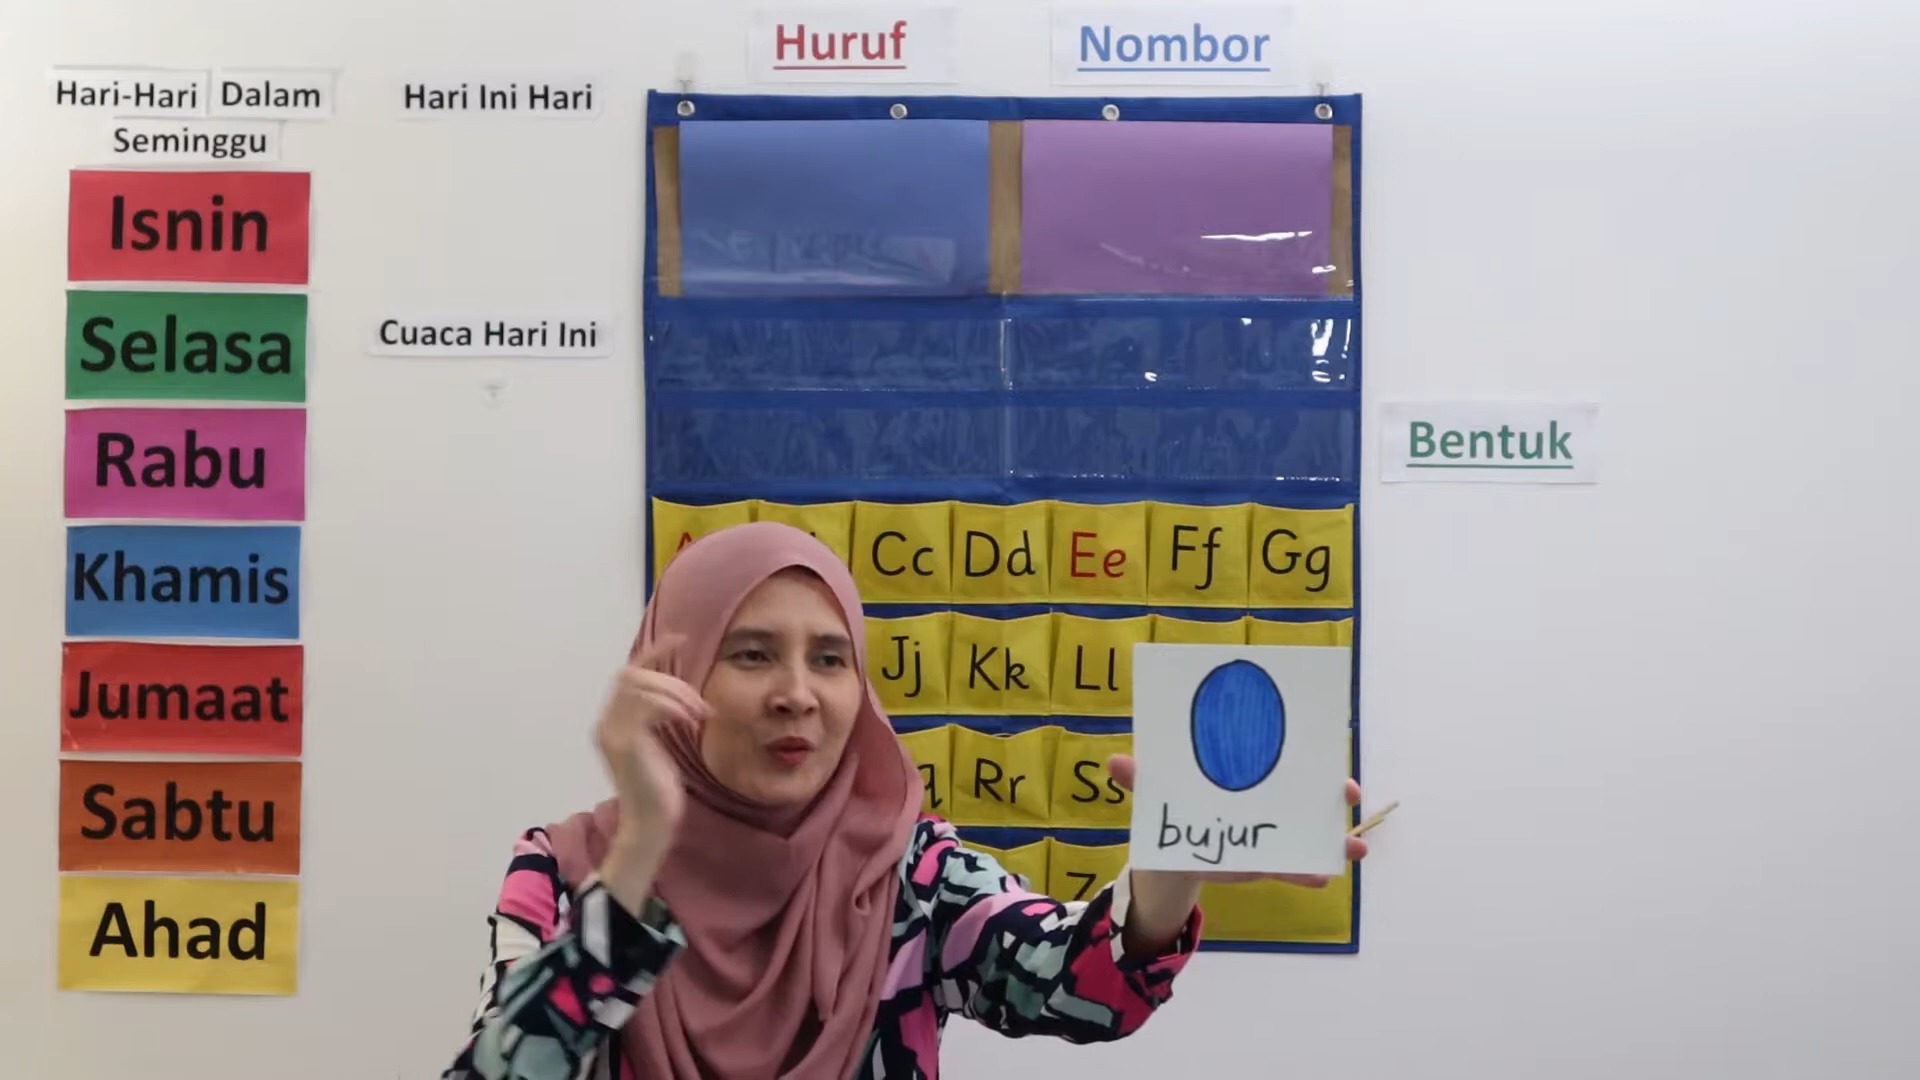 Huruf
Nombor
Hari-Hari Dalam
Seminggu
Isnin
Selasa
Rabu
Khamis
Jumaat
Sabtu
Ahad
Hari Ini Hari
Cuaca Hari Ini
Bentuk
Cc Dd Ee Ff Gg
Jj Kk Ll
Rr Ss
bujur